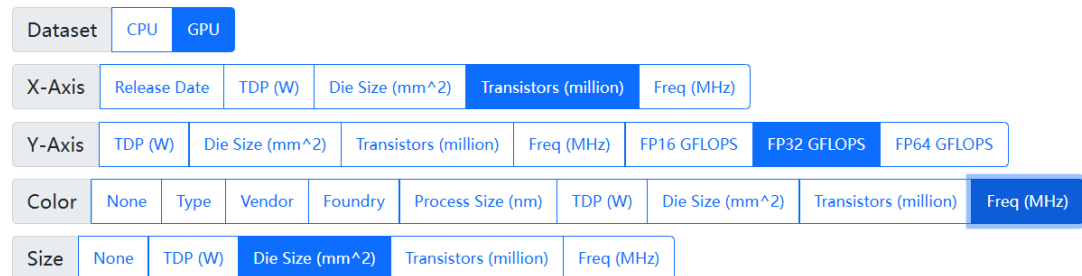 Dataset CPU GPU
X-Axis Release Date TDP (W) Die Size (mm^2) Transistors (million) Freq (MHz)
Y-Axis TDP (W) Die Size (mm^2) Transistors (million) Freq (MHz) FP16 GFLOPS FP32 GFLOPS FP64 GFLOPS
Color None Type Vendor Foundry Process Size (nm) TDP (W) Die Size (mm^2) Transistors (million) Freq (MHz)
Size None TDP (W) Die Size (mm^2) Transistors (million) Freq (MHz)